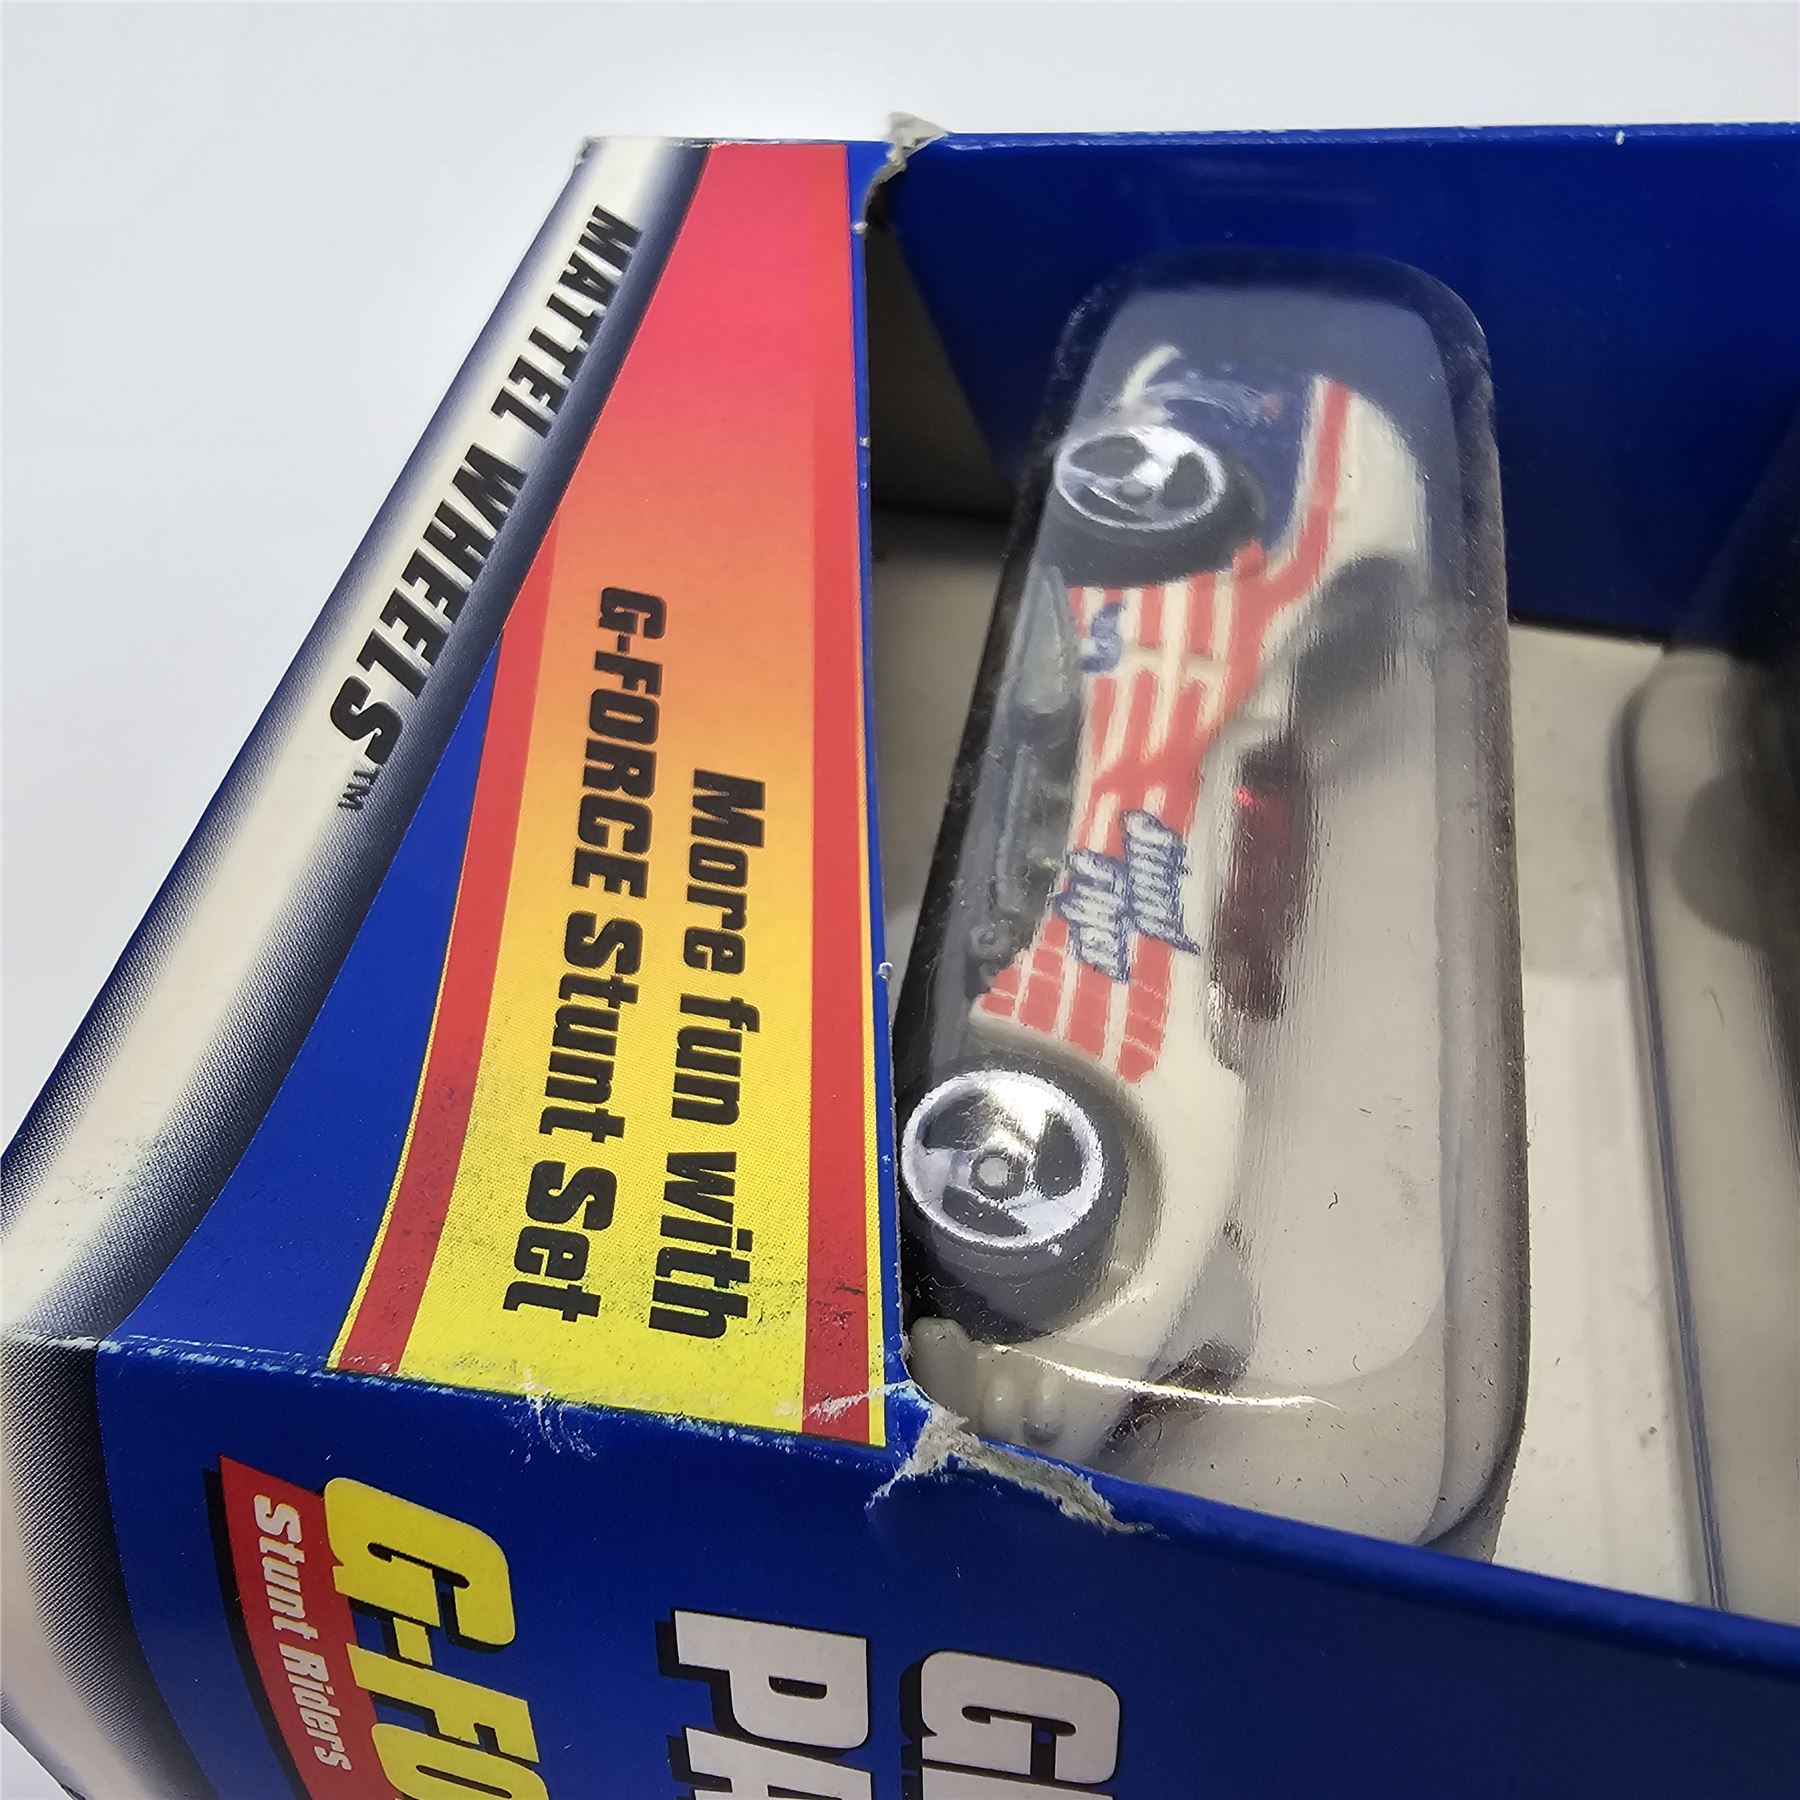 MATTEL WHEELS™
More fun with
G-FORCE Stunt Set
G-FO
Stunt Riders
PA